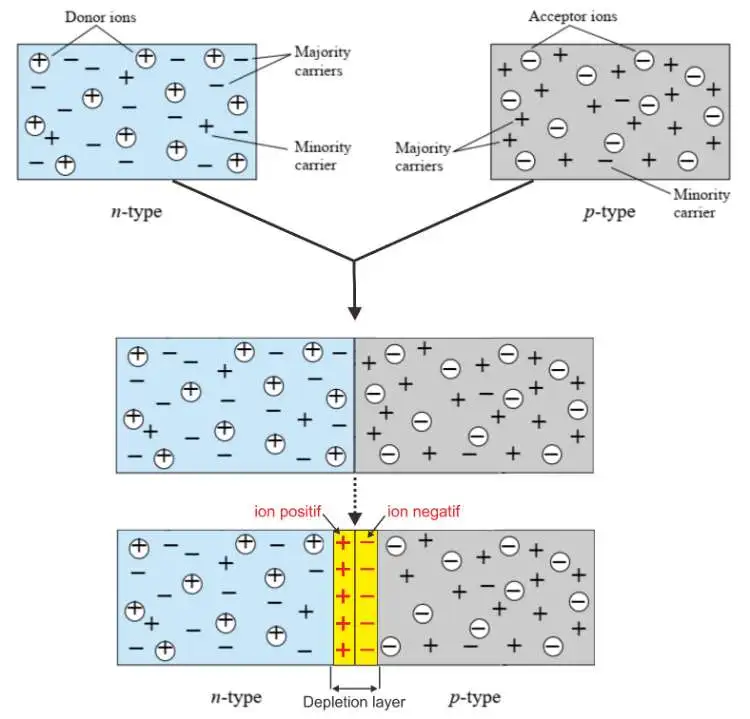 Donor ions
Majority
carriers
Minority
carrier
n-type
Acceptor ions
Majority
carriers
Minority
carrier
p-type
ion positif
ion negatif
n-type
Depletion layer
p-type